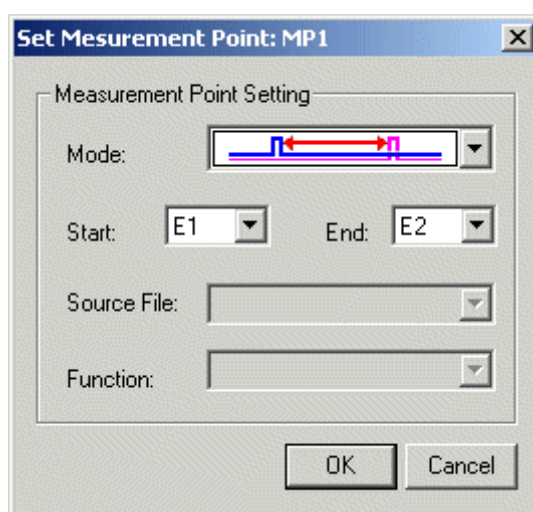 Set Mesurement Point: MP1
Measurement Point Setting
Mode:
Start: E1 End: E2
Source File:
Function:
OK Cancel